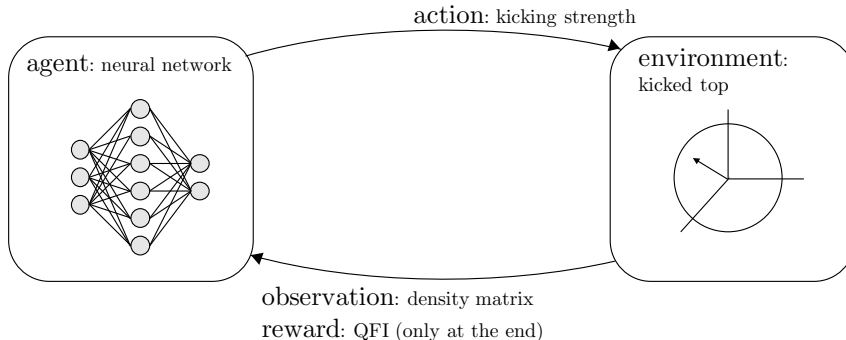 action: kicking strength
agent: neural network
environment:
kicked top
observation: density matrix
reward: QFI (only at the end)